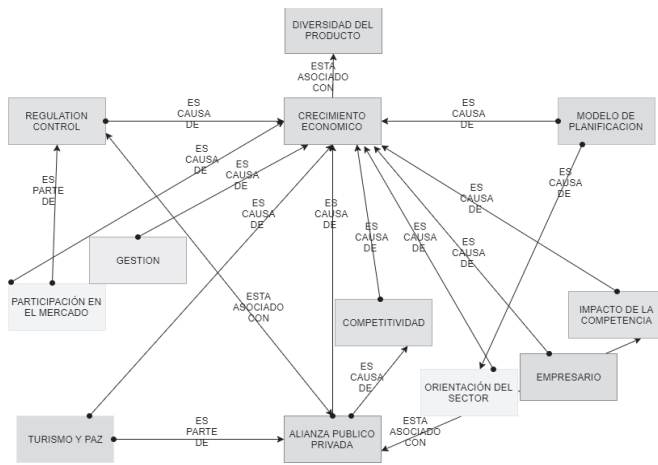 DIVERSIDAD DEL
PRODUCTO
ESTA
ASOCIADO
CON
REGULATION
CONTROL
ES
CAUSA
DE
CRECIMIENTO
ECONOMICO
ES
CAUSA
DE
MODELO DE
PLANIFICACION
ES
CAUSA
DE
ES
CAUSA
DE
ES
CAUSA
DE
ES
PARTE
DE
ES
CAUSA
DE
ES
CAUSA
DE
ES
CAUSA
DE
ES
CAUSA
DE
ES
CAUSA
DE
ES
CAUSA
DE
ES
CAUSA
DE
GESTION
PARTICIPACIÓN EN
EL MERCADO
ESTA
ASOCIADO
CON
COMPETITIVIDAD
IMPACTO DE LA
COMPETENCIA
ES
CAUSA
DE
ORIENTACIÓN DEL
SECTOR
EMPRESARIO
TURISMO Y PAZ
ES
PARTE
DE
ALIANZA PUBLICO
PRIVADA
ESTA
ASOCIADO
CON